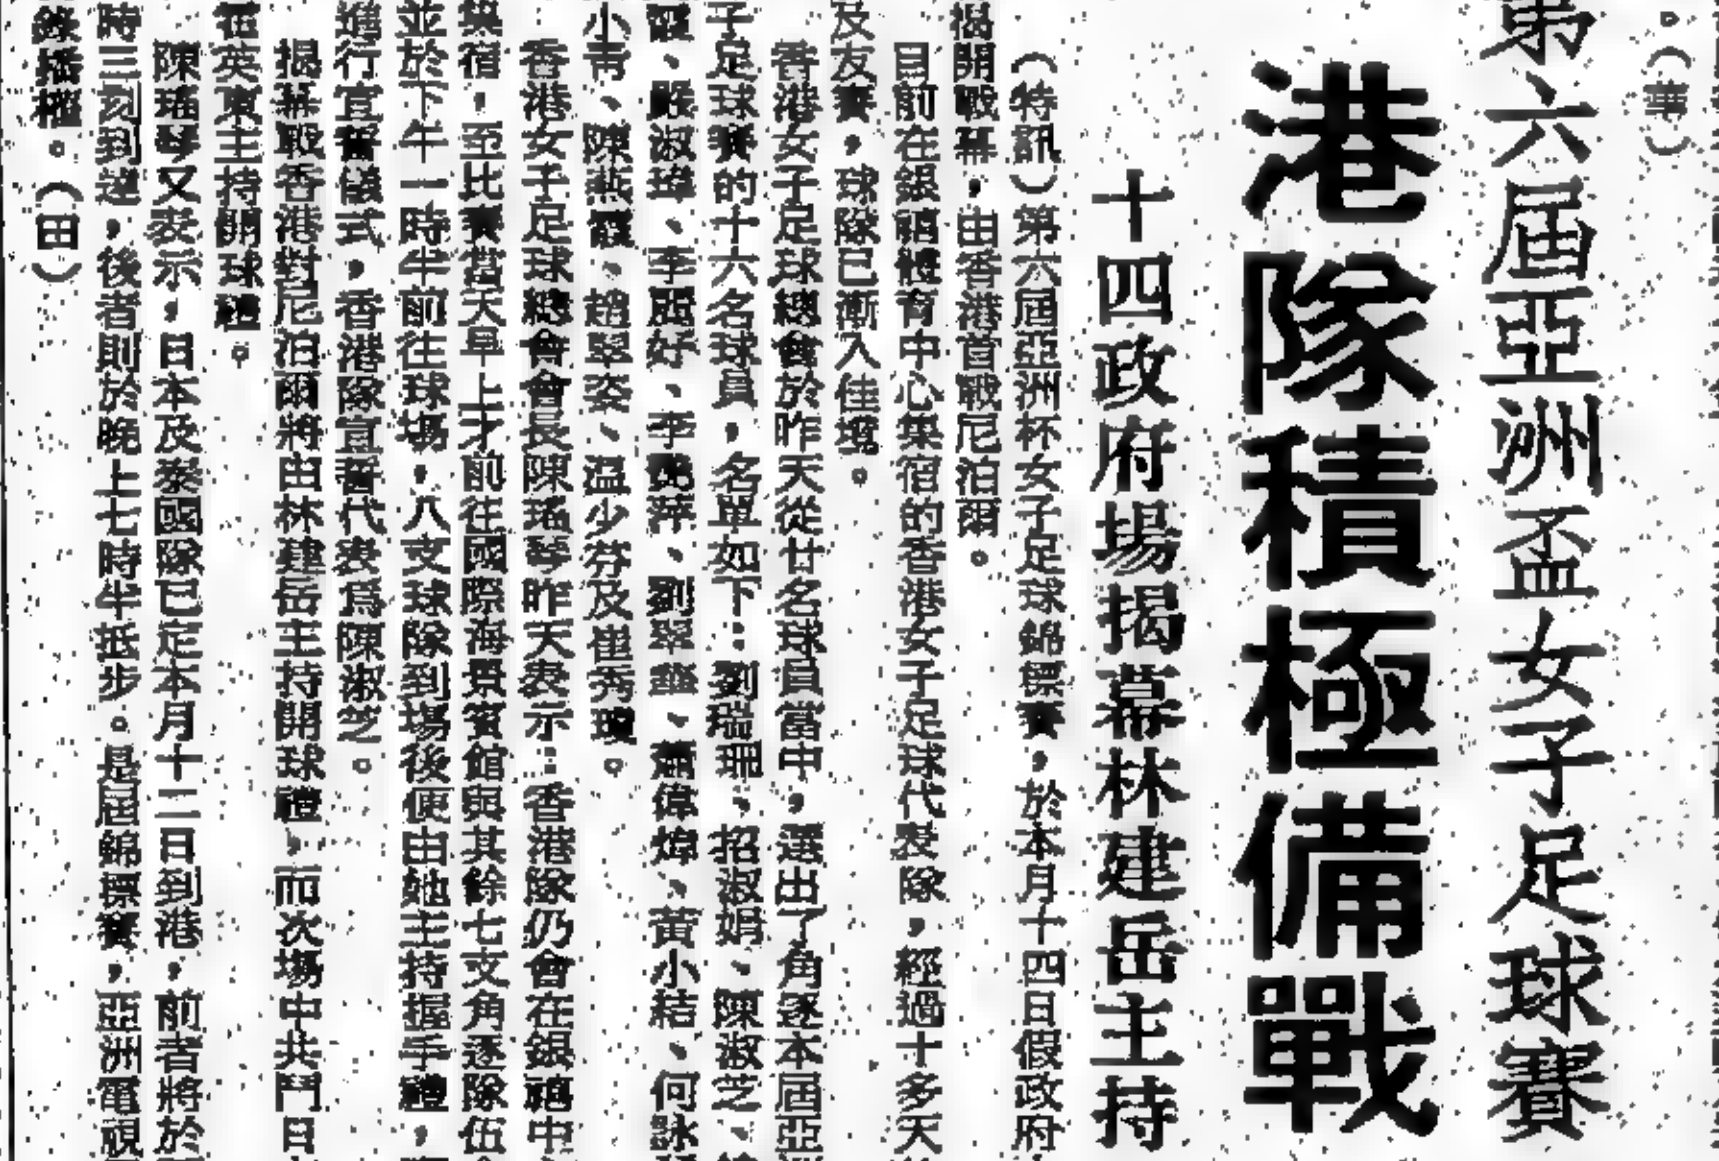 。（華）
第六屆亞洲盃女子足球賽
港隊積極備戰
十四政府場揭幕林建岳主持
（特訊）第六屆亞洲杯女子足球錦標賽，於本月十四日假政府
揭開戰幕，由香港首戰尼泊爾。
目前在銀禧體育中心集宿的香港女子足球代表隊，經過十多天
及友賽，球隊已漸入佳境。
香港女子足球總會於昨天從廿名球員當中，選出了角逐本屆亞
子足球賽的十六名球員，名單如下：劉瑞珊、招淑娟、陳淑芝、
霞、淑瑋、李麗好、李艷萍、劉翠、蕭偉煌、黃小結、何詠
小青、陳燕霞、趙翠姿、温少芬及崔秀瓊。
香港女子足球總會會長陳瑤琴昨天表示：香港隊仍會在銀禧中
集宿，至比賽當天早上才前往國際海景賓館與其餘七支角逐隊伍
並於下午一時半前往球場，八支球隊到場後便由她主持握手禮，
進行宣誓儀式，香港隊宣誓代表爲陳淑芝。
揭幕戰香港對尼泊爾將由林建岳主持開球禮，而次場中共鬥日
霍英東主持開球禮。
陳瑤琴又表示，日本及泰國隊已定本月十二日到港，前者將於
時三刻到達，後者則於晚上七時半抵步。是屆錦標賽，亞洲電視
錄播權。（田）